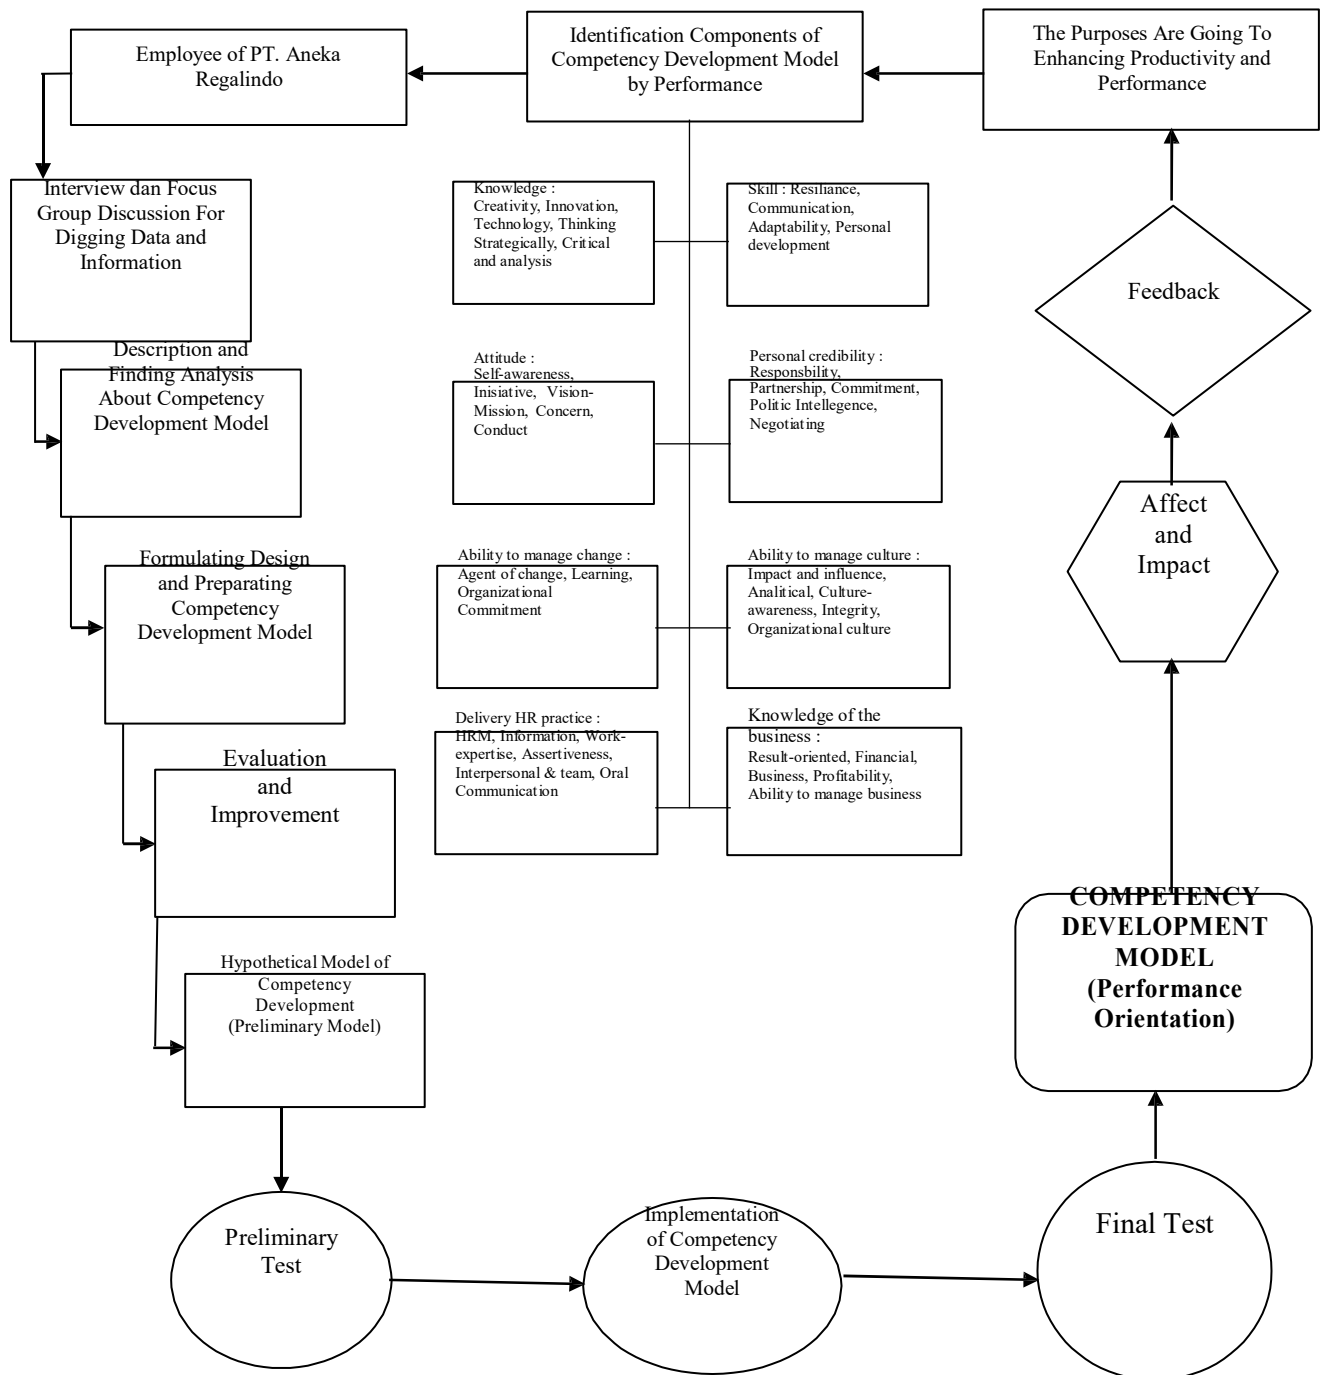 Employee of PT. Aneka
Regalindo
Identification Components of
Competency Development Model
by Performance
The Purposes Are Going To
Enhancing Productivity and
Performance
Interview dan Focus
Group Discussion For
Digging Data and
Information
Description and
Finding Analysis
About Competency
Development Model
Formulating Design
and Preparating
Competency
Development Model
Evaluation
and
Improvement
Hypothetical Model of
Competency
Development
(Preliminary Model)
Knowledge :
Creativity, Innovation,
Technology, Thinking
Strategically, Critical
and analysis
Skill : Resiliance,
Communication,
Adaptability, Personal
development
Attitude :
Self-awareness,
Inisiative, Vision-
Mission, Concern,
Conduct
Personal credibility :
Responsbility,
Partnership, Commitment,
Politic Intellegence,
Negotiating
Ability to manage change :
Agent of change, Learning,
Organizational
Commitment
Ability to manage culture :
Impact and influence,
Analitical, Culture-
awareness, Integrity,
Organizational culture
Delivery HR practice :
HRM, Information, Work-
expertise, Assertiveness,
Interpersonal & team, Oral
Communication
Knowledge of the
business :
Result-oriented, Financial,
Business, Profitability,
Ability to manage business
Feedback
Affect
and
Impact
COMPETENCY
DEVELOPMENT
MODEL
(Performance
Orientation)
Preliminary
Test
Implementation
of Competency
Development
Model
Final Test